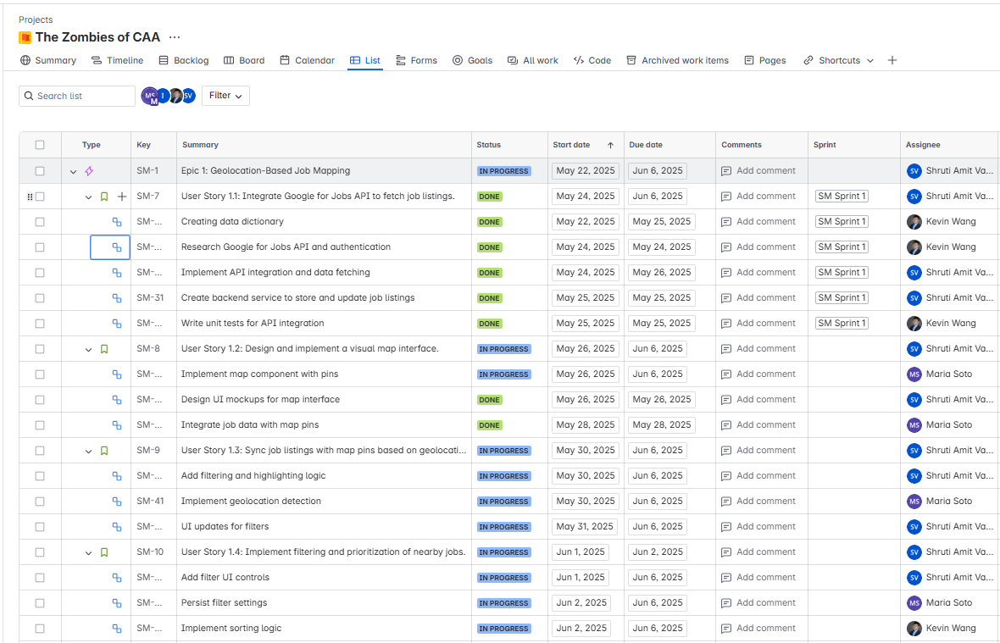 Projects
The Zombies of CAA ...
Summary Timeline Backlog Board Calendar List Forms Goals All work Code Archived work items Pages Shortcuts
Search list MS M I SV Filter
Type Key Summary Status Start date Due date Comments Sprint Assignee
SM-1 Epic 1: Geolocation-Based Job Mapping IN PROGRESS May 22, 2025 Jun 6, 2025 Add comment SV Shruti Amit Va...
SM-7 User Story 1.1: Integrate Google for Jobs API to fetch job listings. DONE May 24, 2025 Jun 6, 2025 Add comment SM Sprint 1 SV Shruti Amit Va...
SM-... Creating data dictionary DONE May 22, 2025 May 25, 2025 Add comment SM Sprint 1 Kevin Wang
SM-... Research Google for Jobs API and authentication DONE May 24, 2025 May 24, 2025 Add comment SM Sprint 1 Kevin Wang
SM-... Implement API integration and data fetching DONE May 24, 2025 May 26, 2025 Add comment SM Sprint 1 SV Shruti Amit Va...
SM-31 Create backend service to store and update job listings DONE May 25, 2025 May 25, 2025 Add comment SM Sprint 1 SV Shruti Amit Va...
SM-... Write unit tests for API integration DONE May 25, 2025 May 25, 2025 Add comment SM Sprint 1 Kevin Wang
SM-8 User Story 1.2: Design and implement a visual map interface. IN PROGRESS May 26, 2025 Jun 6, 2025 Add comment SV Shruti Amit Va...
SM-... Implement map component with pins IN PROGRESS May 26, 2025 Jun 6, 2025 Add comment MS Maria Soto
SM-... Design UI mockups for map interface DONE May 26, 2025 May 26, 2025 Add comment SV Shruti Amit Va...
SM-... Integrate job data with map pins DONE May 28, 2025 May 28, 2025 Add comment MS Maria Soto
SM-9 User Story 1.3: Sync job listings with map pins based on geolocati... IN PROGRESS May 30, 2025 Jun 6, 2025 Add comment SV Shruti Amit Va...
SM-... Add filtering and highlighting logic IN PROGRESS May 30, 2025 Jun 6, 2025 Add comment SV Shruti Amit Va...
SM-41 Implement geolocation detection IN PROGRESS May 30, 2025 Jun 6, 2025 Add comment MS Maria Soto
SM-... UI updates for filters IN PROGRESS May 31, 2025 Jun 6, 2025 Add comment SV Shruti Amit Va...
SM-10 User Story 1.4: Implement filtering and prioritization of nearby jobs. IN PROGRESS Jun 1, 2025 Jun 2, 2025 Add comment SV Shruti Amit Va...
SM-... Add filter UI controls IN PROGRESS Jun 1, 2025 Jun 6, 2025 Add comment SV Shruti Amit Va...
SM-... Persist filter settings IN PROGRESS Jun 2, 2025 Jun 6, 2025 Add comment MS Maria Soto
SM-... Implement sorting logic IN PROGRESS Jun 2, 2025 Jun 6, 2025 Add comment Kevin Wang